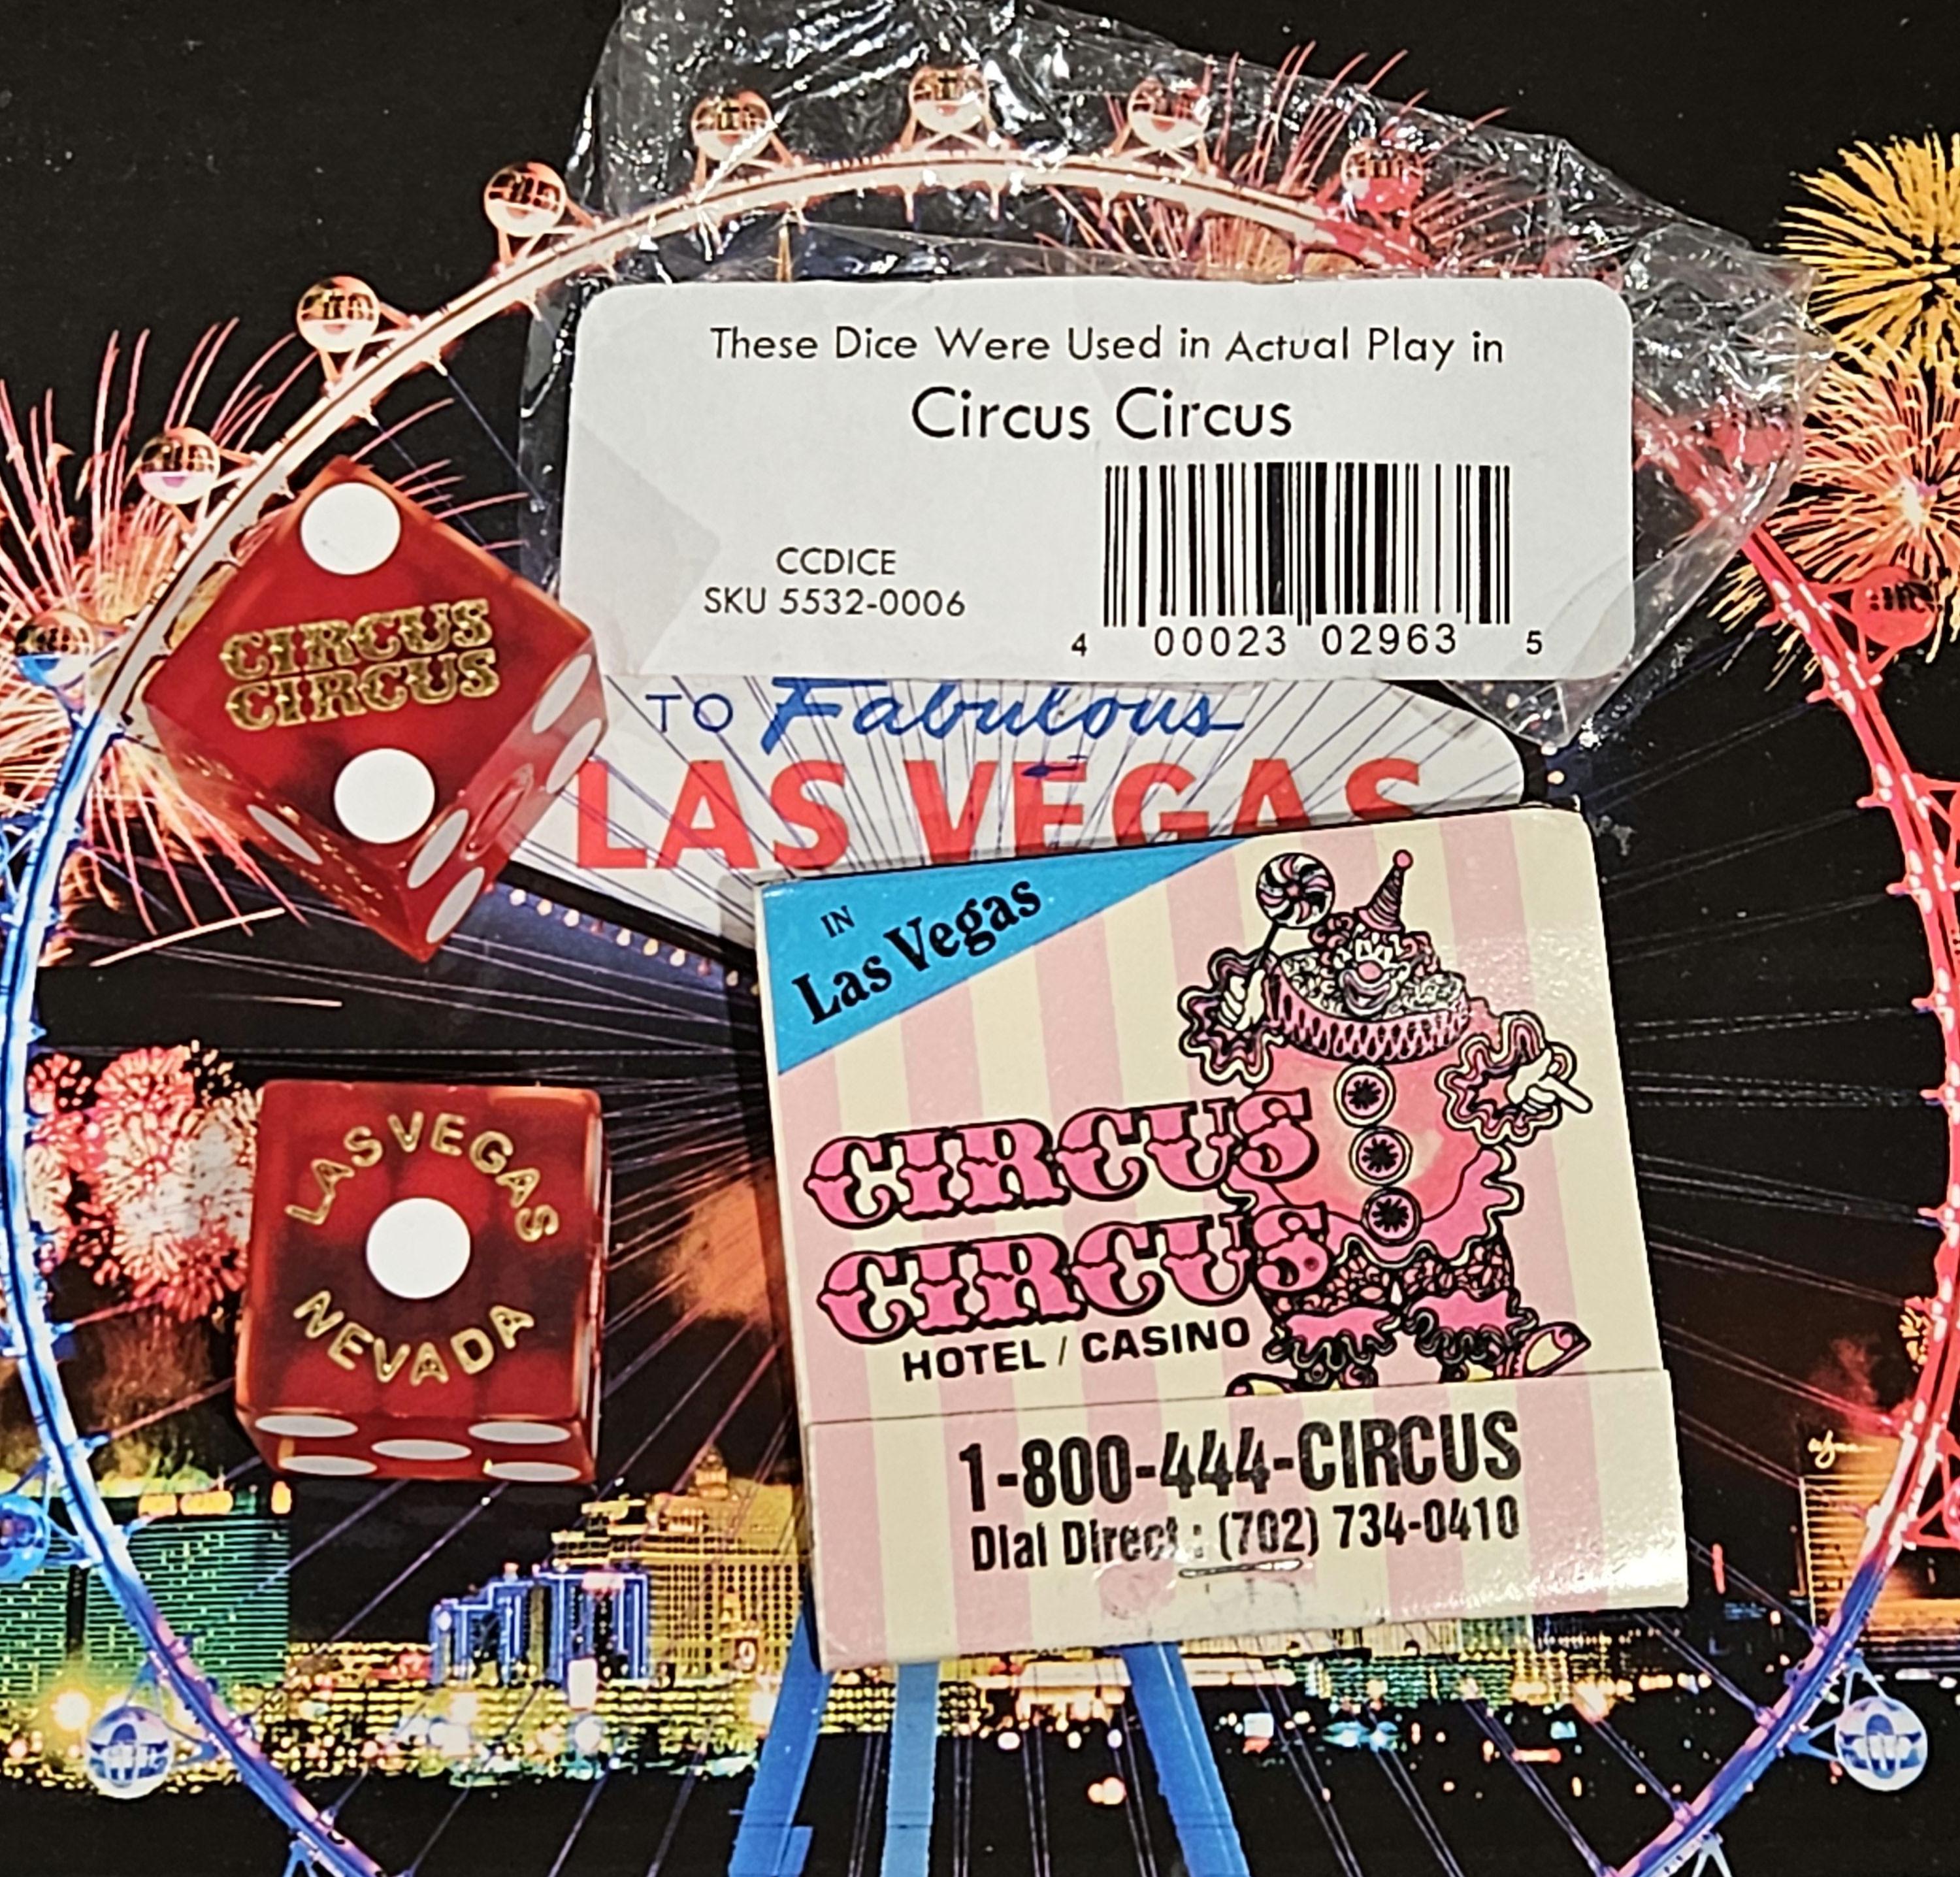 These Dice Were Used in Actual Play in
Circus Circus
CCDICE
SKU 5532-0006
4 00023 02963 5
CIRCUS
CIRCUS
TO Fabulous
LAS VEGAS
IN
Las Vegas
CIRCUS
CIRCUS
HOTEL / CASINO
1-800-444-CIRCUS
Dial Direct : (702) 734-0410
LAS VEGAS
NEVADA
wynn